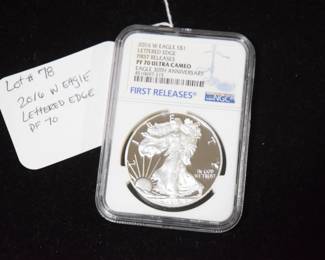 Lot # 78
2016 W EAGLE
LETTERED EDGE
PF 70
2016 W EAGLE S$1
LETTERED EDGE
FIRST RELEASES
PF 70 ULTRA CAMEO
EAGLE 30TH ANNIVERSARY
FIRST RELEASES
NGC
LIBERTY
IN GOD
WE TRUST